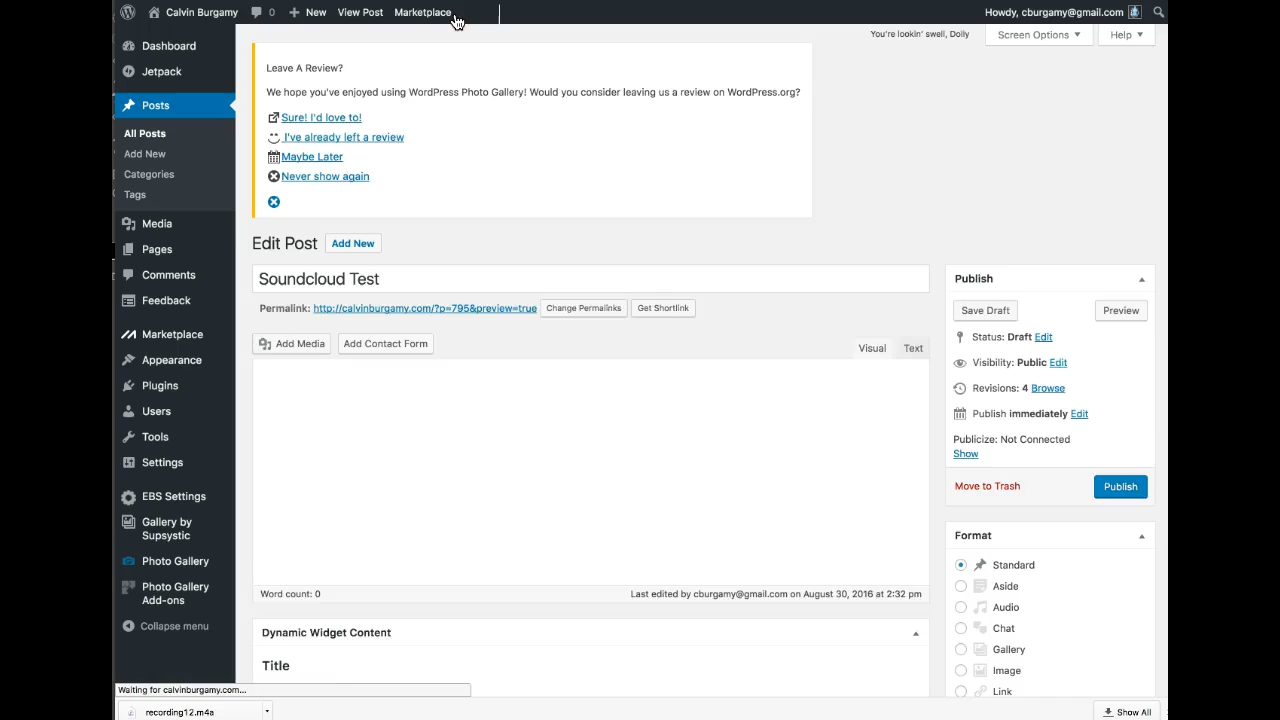 Calvin Burgamy 0 New View Post Marketplace Howdy, cburgamy@gmail.com
You're lookin' swell, Dolly Screen Options Help
Dashboard
Jetpack
Posts
All Posts
Add New
Categories
Tags
Media
Pages
Comments
Feedback
Marketplace
Appearance
Plugins
Users
Tools
Settings
EBS Settings
Gallery by
Supsystic
Photo Gallery
Photo Gallery
Add-ons
Collapse menu
Leave A Review?
We hope you've enjoyed using WordPress Photo Gallery! Would you consider leaving us a review on WordPress.org?
Sure! I'd love to!
I've already left a review
Maybe Later
Never show again
Edit Post Add New
Soundcloud Test
Permalink: http://calvinburgamy.com/?p=795&preview=true Change Permalinks Get Shortlink
Add Media Add Contact Form Visual Text
Word count: 0 Last edited by cburgamy@gmail.com on August 30, 2016 at 2:32 pm
Dynamic Widget Content
Title
Publish
Save Draft Preview
Status: Draft Edit
Visibility: Public Edit
Revisions: 4 Browse
Publish immediately Edit
Publicize: Not Connected
Show
Move to Trash Publish
Format
Standard
Aside
Audio
Chat
Gallery
Image
Link
Waiting for calvinburgamy.com...
recording12.m4a Show All